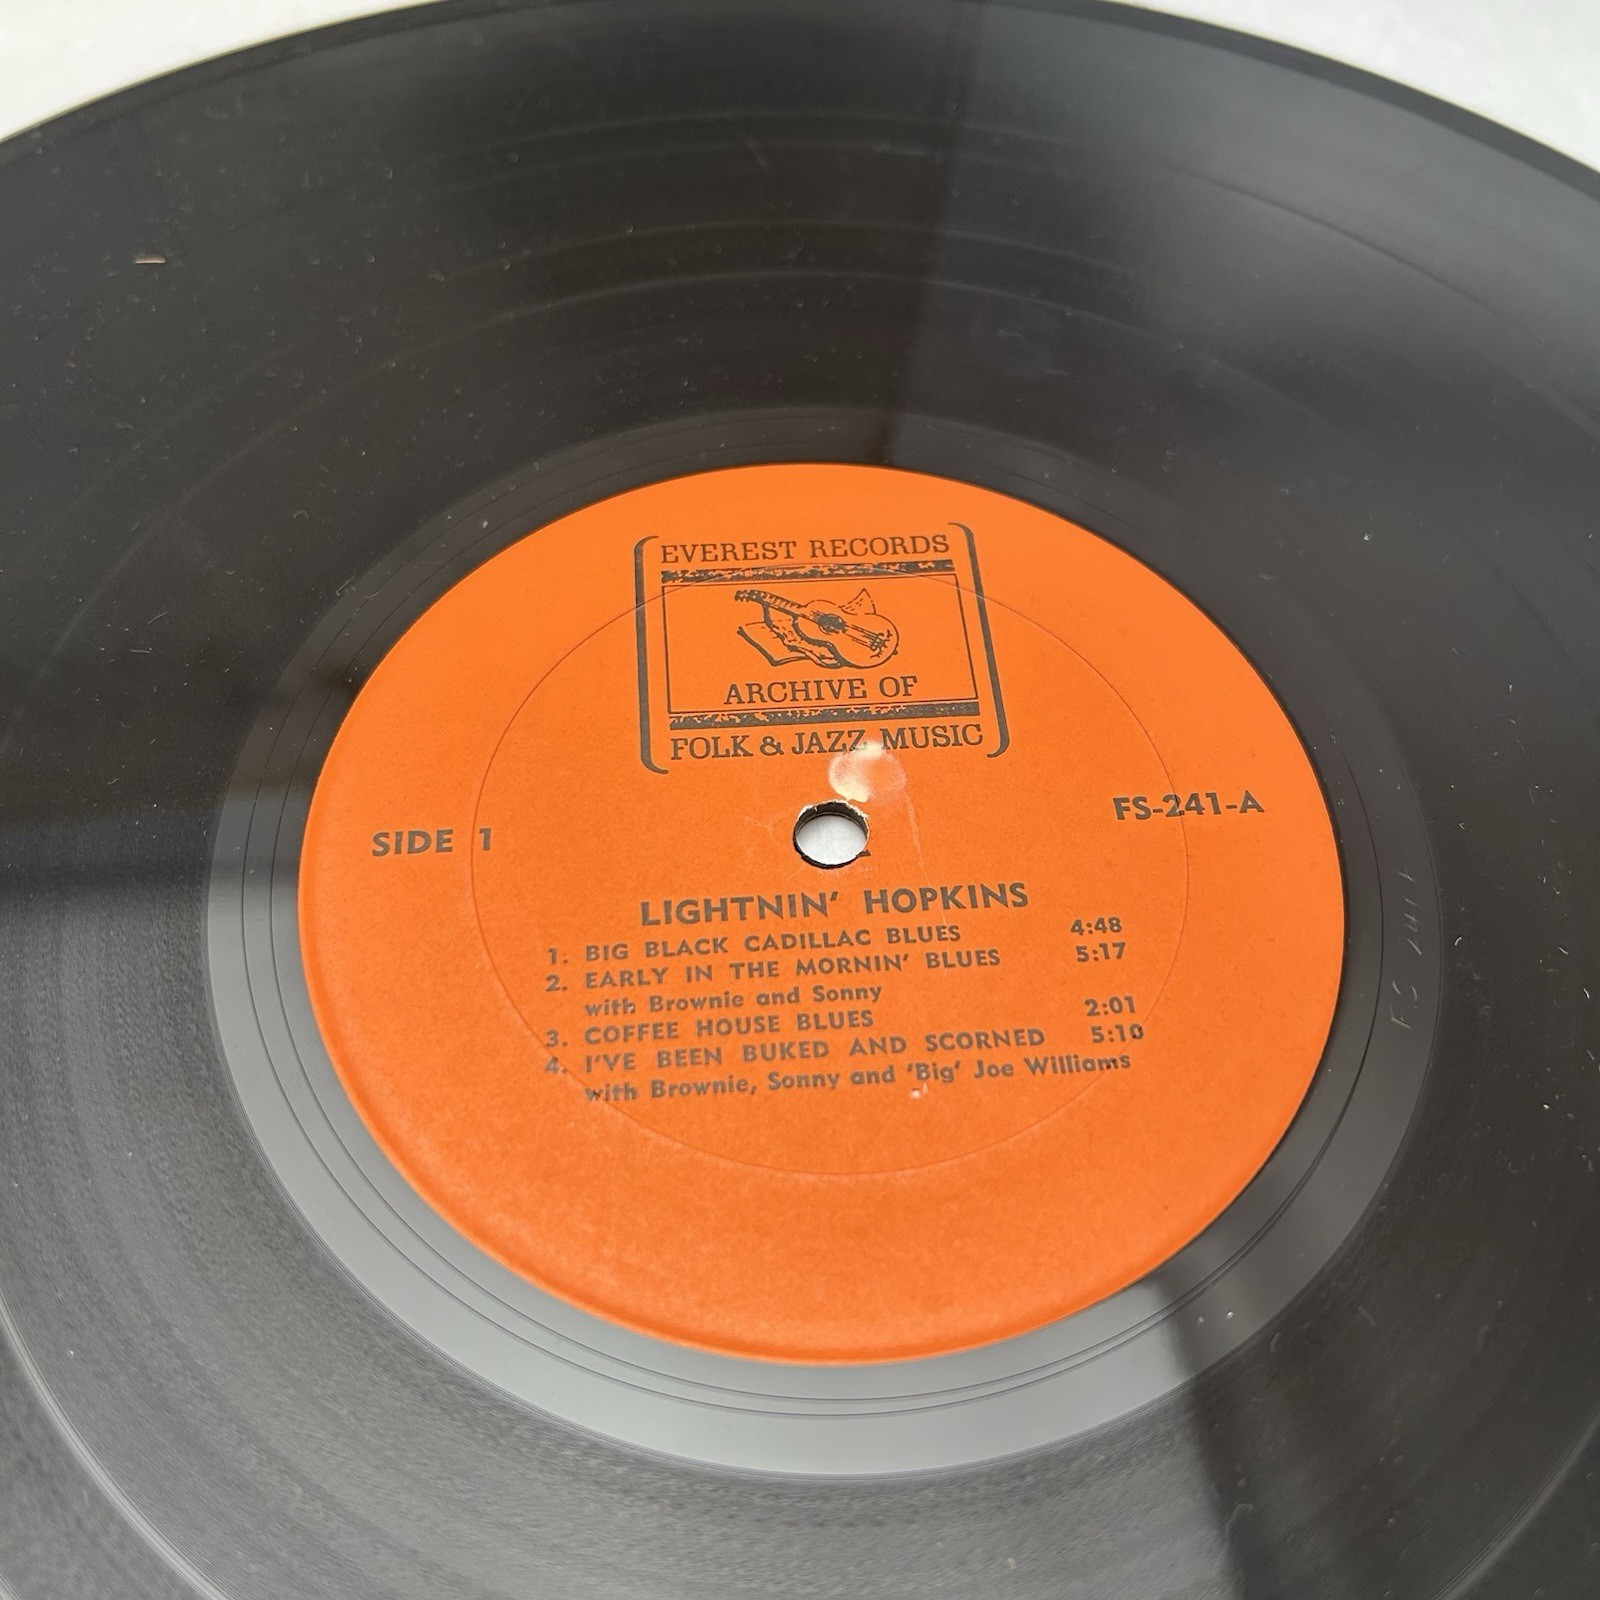 EVEREST RECORDS
ARCHIVE OF
FOLK & JAZZ MUSIC
SIDE 1
FS-241-A
LIGHTNIN' HOPKINS
1. BIG BLACK CADILLAC BLUES 4:48
2. EARLY IN THE MORNIN' BLUES 5:17
with Brownie and Sonny
3. COFFEE HOUSE BLUES 2:01
4. I'VE BEEN BUKED AND SCORNED 5:10
with Brownie, Sonny and 'Big' Joe Williams